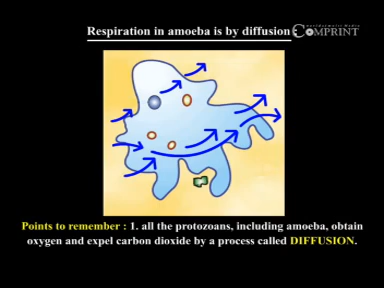 Respiration in amoeba is by diffusion
COMPRINT
Points to remember : 1. all the protozoans, including amoeba, obtain
oxygen and expel carbon dioxide by a process called DIFFUSION.